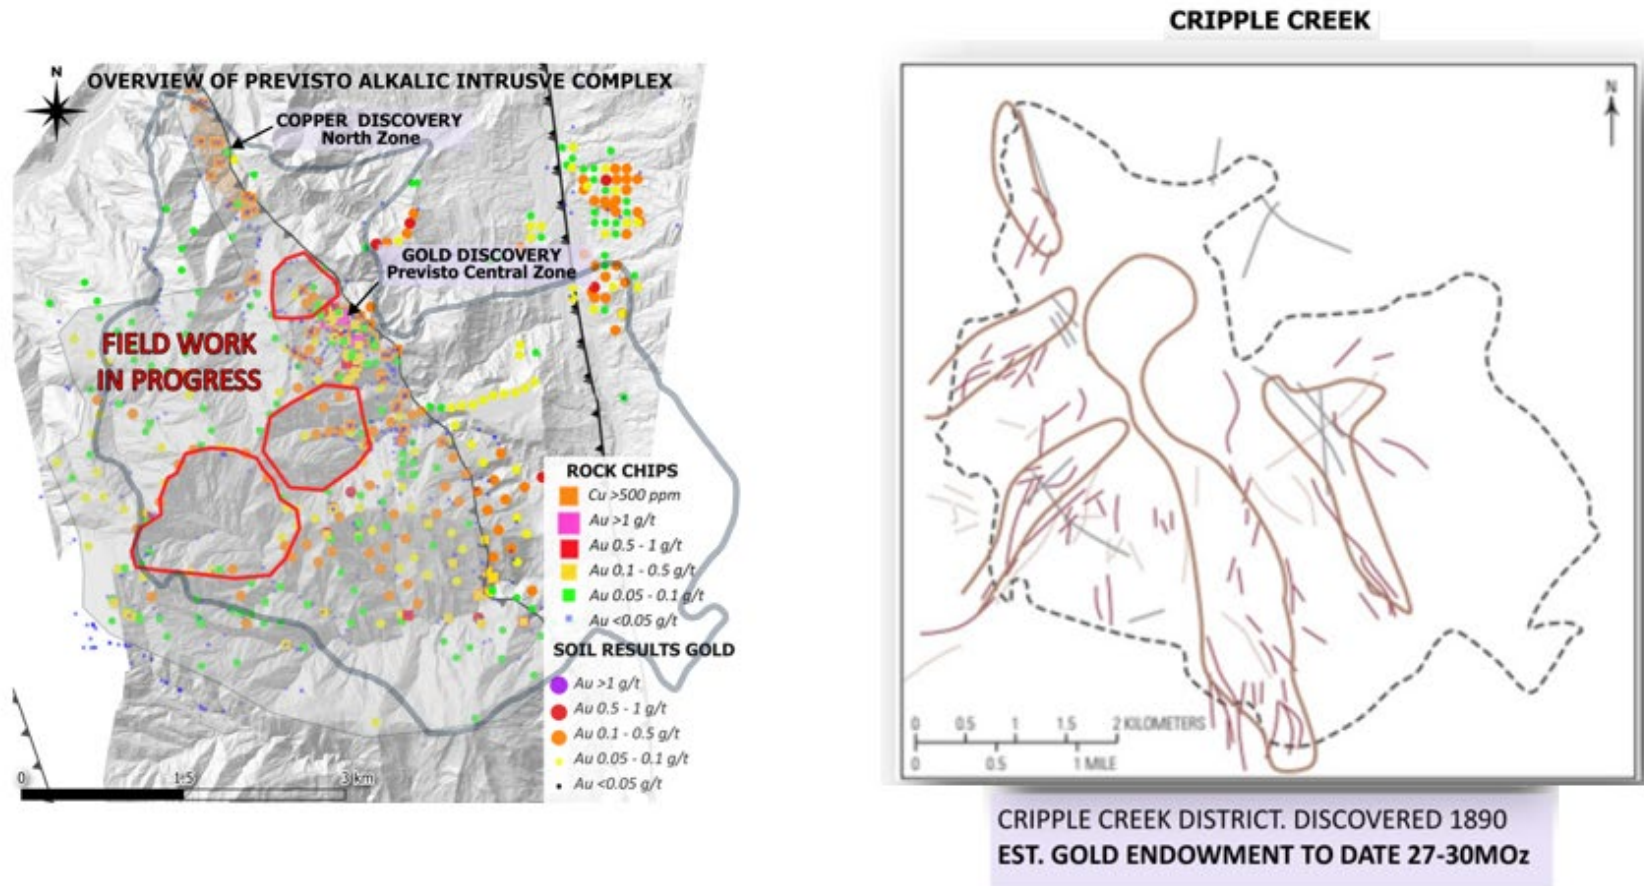 CRIPPLE CREEK
N
OVERVIEW OF PREVISTO ALKALIC INTRUSVE COMPLEX
COPPER DISCOVERY
North Zone
GOLD DISCOVERY
Previsto Central Zone
FIELD WORK
IN PROGRESS
ROCK CHIPS
Cu >500 ppm
Au >1 g/t
Au 0.5 - 1 g/t
Au 0.1 - 0.5 g/t
Au 0.05 - 0.1 g/t
Au <0.05 g/t
SOIL RESULTS GOLD
Au >1 g/t
Au 0.5 - 1 g/t
Au 0.1 - 0.5 g/t
Au 0.05 - 0.1 g/t
Au <0.05 g/t
0 1.5 3 km
N
0 0.5 1 1.5 2 KILOMETERS
0 0.5 1 MILE
CRIPPLE CREEK DISTRICT. DISCOVERED 1890
EST. GOLD ENDOWMENT TO DATE 27-30MOz